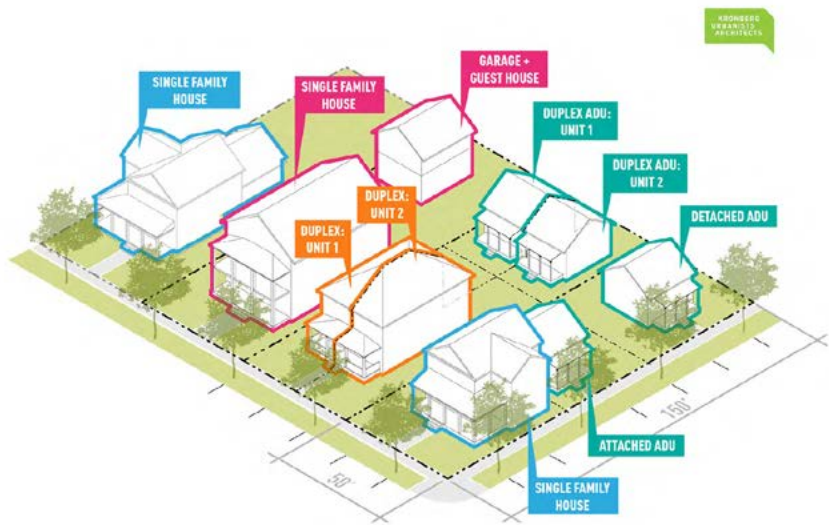 KRONBERG
URBANISTS
ARCHITECTS
SINGLE FAMILY
HOUSE
SINGLE FAMILY
HOUSE
GARAGE +
GUEST HOUSE
DUPLEX ADU:
UNIT 1
DUPLEX ADU:
UNIT 2
DETACHED ADU
DUPLEX:
UNIT 2
DUPLEX:
UNIT 1
150'
ATTACHED ADU
50'
SINGLE FAMILY
HOUSE